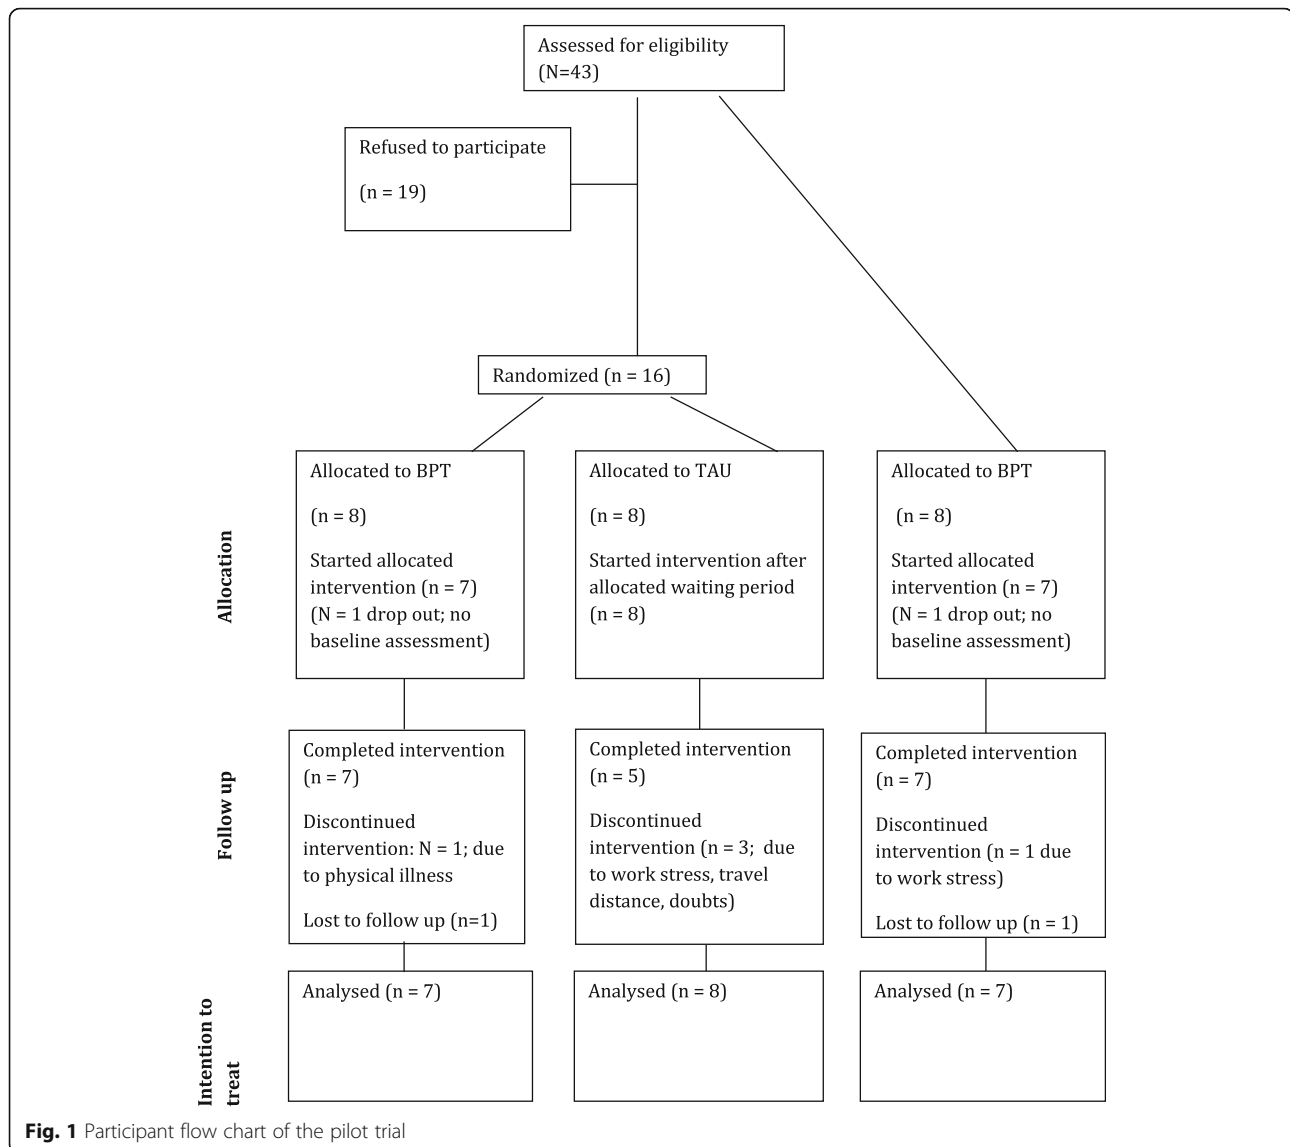 Assessed for eligibility
(N=43)
Refused to participate
(n = 19)
Randomized (n = 16)
Allocation
Allocated to BPT
(n = 8)
Started allocated
intervention (n = 7)
(N = 1 drop out; no
baseline assessment)
Allocated to TAU
(n = 8)
Started intervention after
allocated waiting period
(n = 8)
Allocated to BPT
(n = 8)
Started allocated
intervention (n = 7)
(N = 1 drop out; no
baseline assessment)
Follow up
Completed intervention
(n = 7)
Discontinued
intervention: N = 1; due
to physical illness
Lost to follow up (n=1)
Completed intervention
(n = 5)
Discontinued
intervention (n = 3; due
to work stress, travel
distance, doubts)
Completed intervention
(n = 7)
Discontinued
intervention (n = 1 due
to work stress)
Lost to follow up (n = 1)
Intention to
treat
Analysed (n = 7)
Analysed (n = 8)
Analysed (n = 7)
Fig. 1 Participant flow chart of the pilot trial